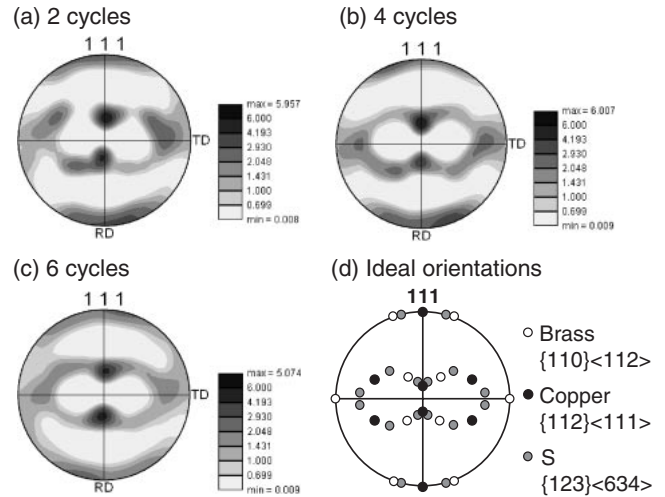 (a) 2 cycles
1 1 1
TD
RD
max = 5.957
6.000
4.193
2.930
2.048
1.431
1.000
0.699
min = 0.008
(b) 4 cycles
1 1 1
TD
RD
max = 6.007
6.000
4.193
2.930
2.048
1.431
1.000
0.699
min = 0.009
(c) 6 cycles
1 1 1
TD
RD
max = 5.074
6.000
4.193
2.930
2.048
1.431
1.000
0.699
min = 0.009
(d) Ideal orientations
111
Brass
{110}<112>
Copper
{112}<111>
S
{123}<634>